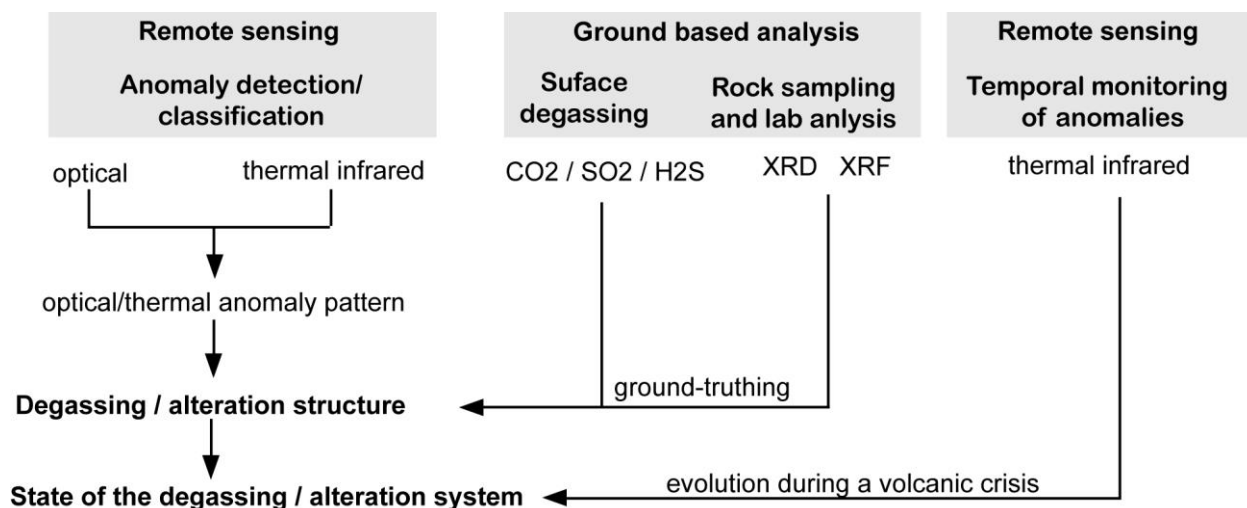 Remote sensing
Anomaly detection/
classification
optical
thermal infrared
optical/thermal anomaly pattern
Degassing / alteration structure
State of the degassing / alteration system
Ground based analysis
Suface
degassing
CO2 / SO2 / H2S
Rock sampling
and lab anlysis
XRD XRF
ground-truthing
Remote sensing
Temporal monitoring
of anomalies
thermal infrared
evolution during a volcanic crisis